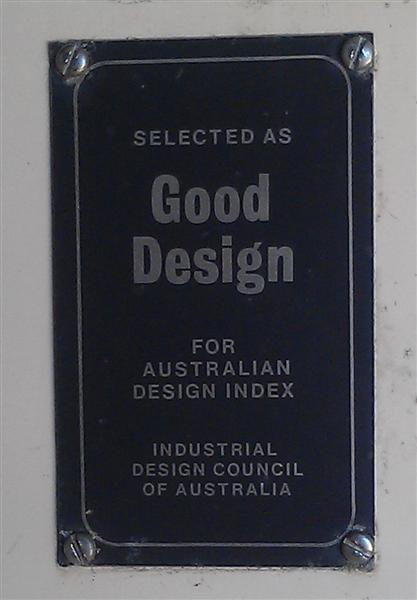 SELECTED AS
Good
Design
FOR
AUSTRALIAN
DESIGN INDEX
INDUSTRIAL
DESIGN COUNCIL
OF AUSTRALIA